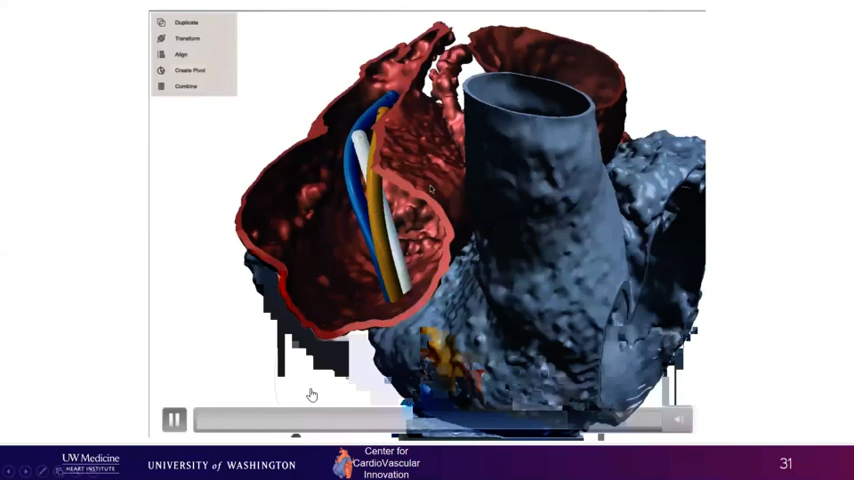 Duplicate
Transform
Align
Create Pivot
Combine
UW Medicine
HEART INSTITUTE
UNIVERSITY of WASHINGTON
Center for
CardioVascular
Innovation
31